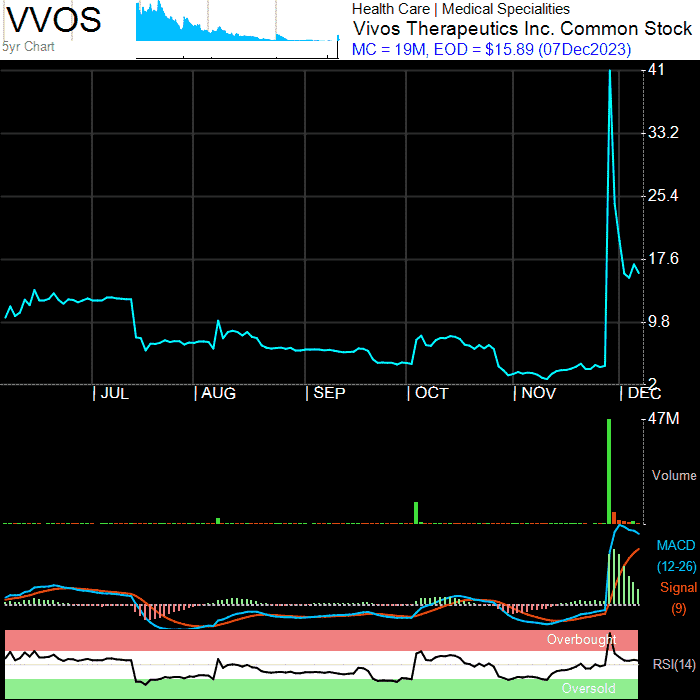 VVOS
5yr Chart
Health Care | Medical Specialities
Vivos Therapeutics Inc. Common Stock
MC = 19M, EOD = $15.89 (07Dec2023)
41
33.2
25.4
17.6
9.8
2
| JUL | AUG | SEP | OCT | NOV | DEC
47M
Volume
MACD
(12-26)
Signal
(9)
Overbought
RSI(14)
Oversold